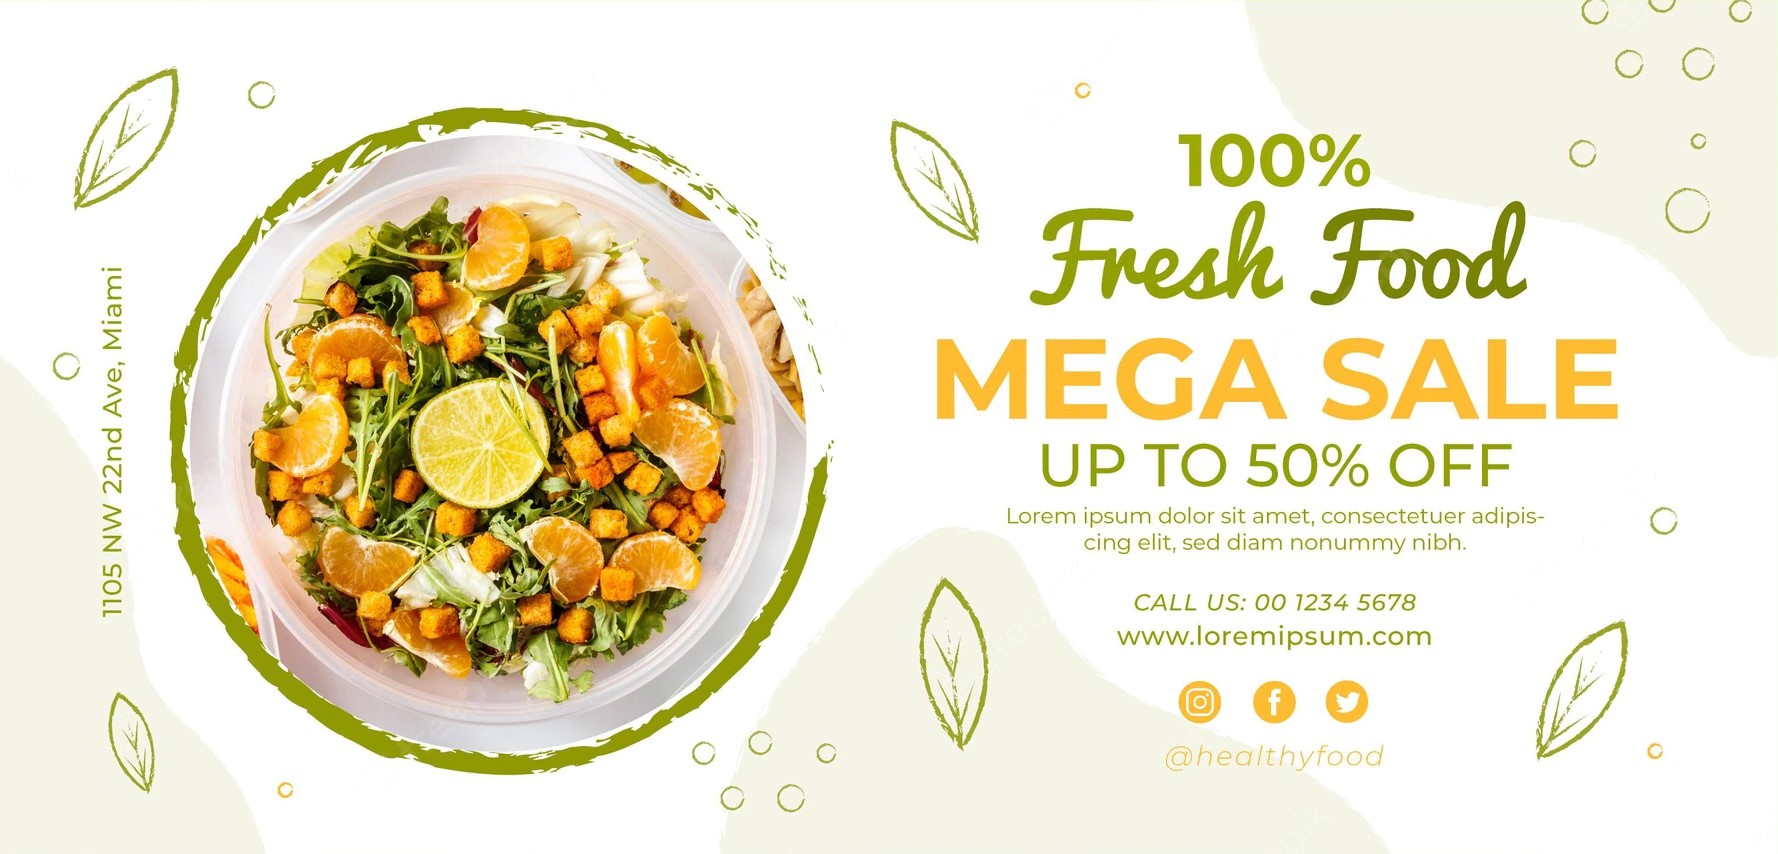 1105 NW 22nd Ave, Miami
100%
Fresh Food
MEGA SALE
UP TO 50% OFF
Lorem ipsum dolor sit amet, consectetuer adipis-
cing elit, sed diam nonummy nibh.
CALL US: 00 1234 5678
www.loremipsum.com
@healthyfood